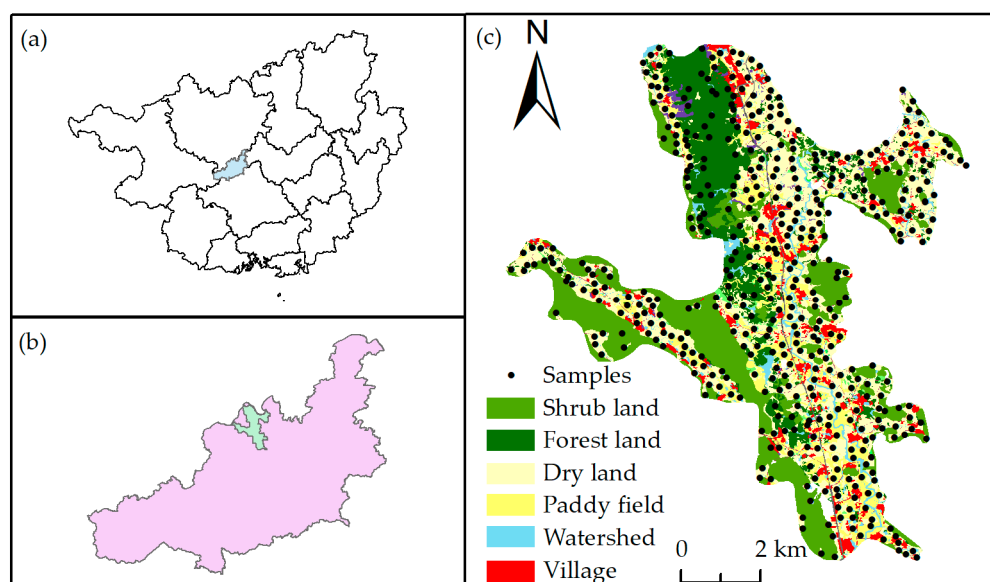 (a)
(b)
(c)
N
Samples
Shrub land
Forest land
Dry land
Paddy field
Watershed
Village
0 2 km